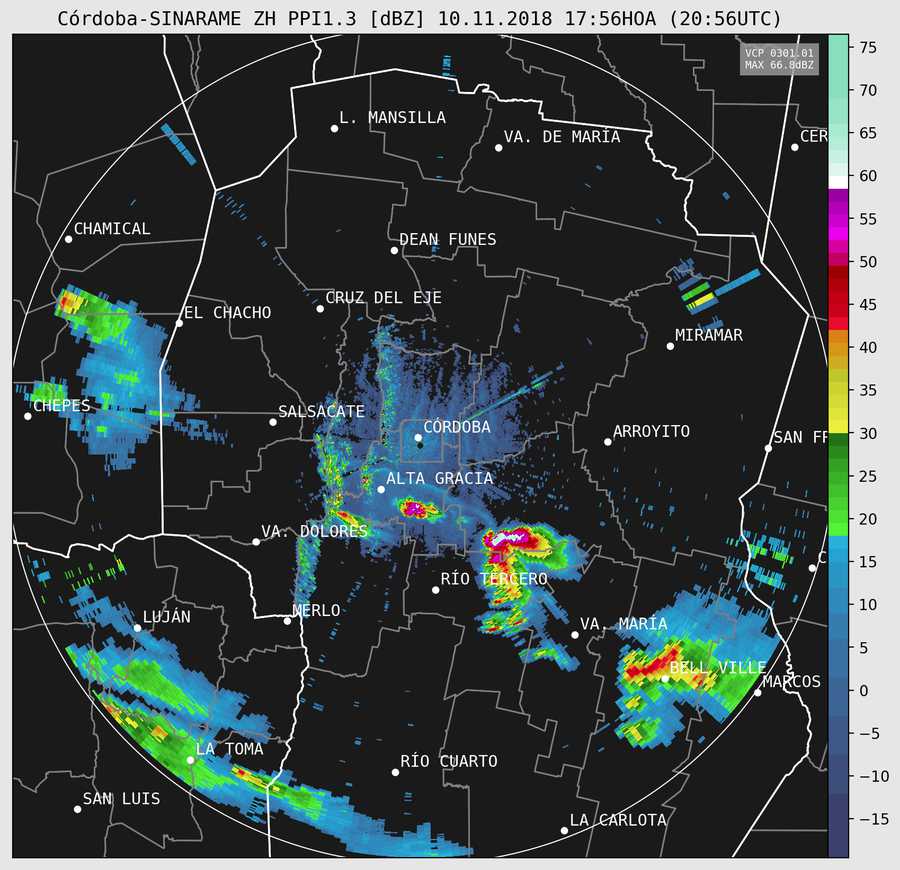 Córdoba-SINARAME ZH PPI1.3 [dBZ] 10.11.2018 17:56HOA (20:56UTC)
VCP 0301.01
MAX 66.8dBZ
75
70
65
60
55
50
45
40
35
30
25
20
15
10
5
0
−5
−10
−15
L. MANSILLA
VA. DE MARÍA
CER
CHAMICAL
DEAN FUNES
CRUZ DEL EJE
EL CHACHO
MIRAMAR
CHEPES
SALSACATE
CÓRDOBA
ARROYITO
SAN FR
ALTA GRACIA
VA. DOLORES
C
RÍO TERCERO
MERLO
LUJÁN
VA. MARÍA
BELL VILLE
MARCOS
LA TOMA
RÍO CUARTO
SAN LUIS
LA CARLOTA